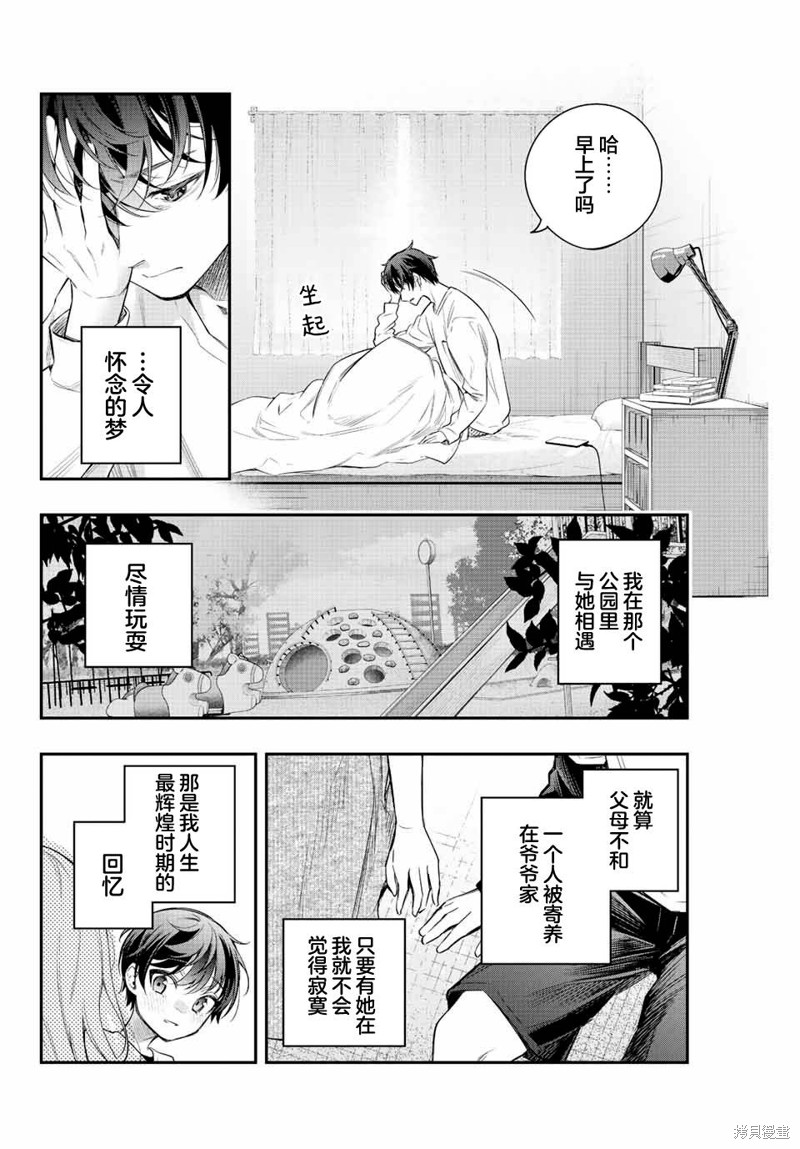 哈……
早上了吗
坐起
…令人
怀念的梦
我在那个
公园里
与她相遇
尽情玩耍
就算
父母不和
一个人被寄养
在爷爷家
只要有她在
我就不会
觉得寂寞
那是我人生
最辉煌时期的
回忆
拷貝漫畫